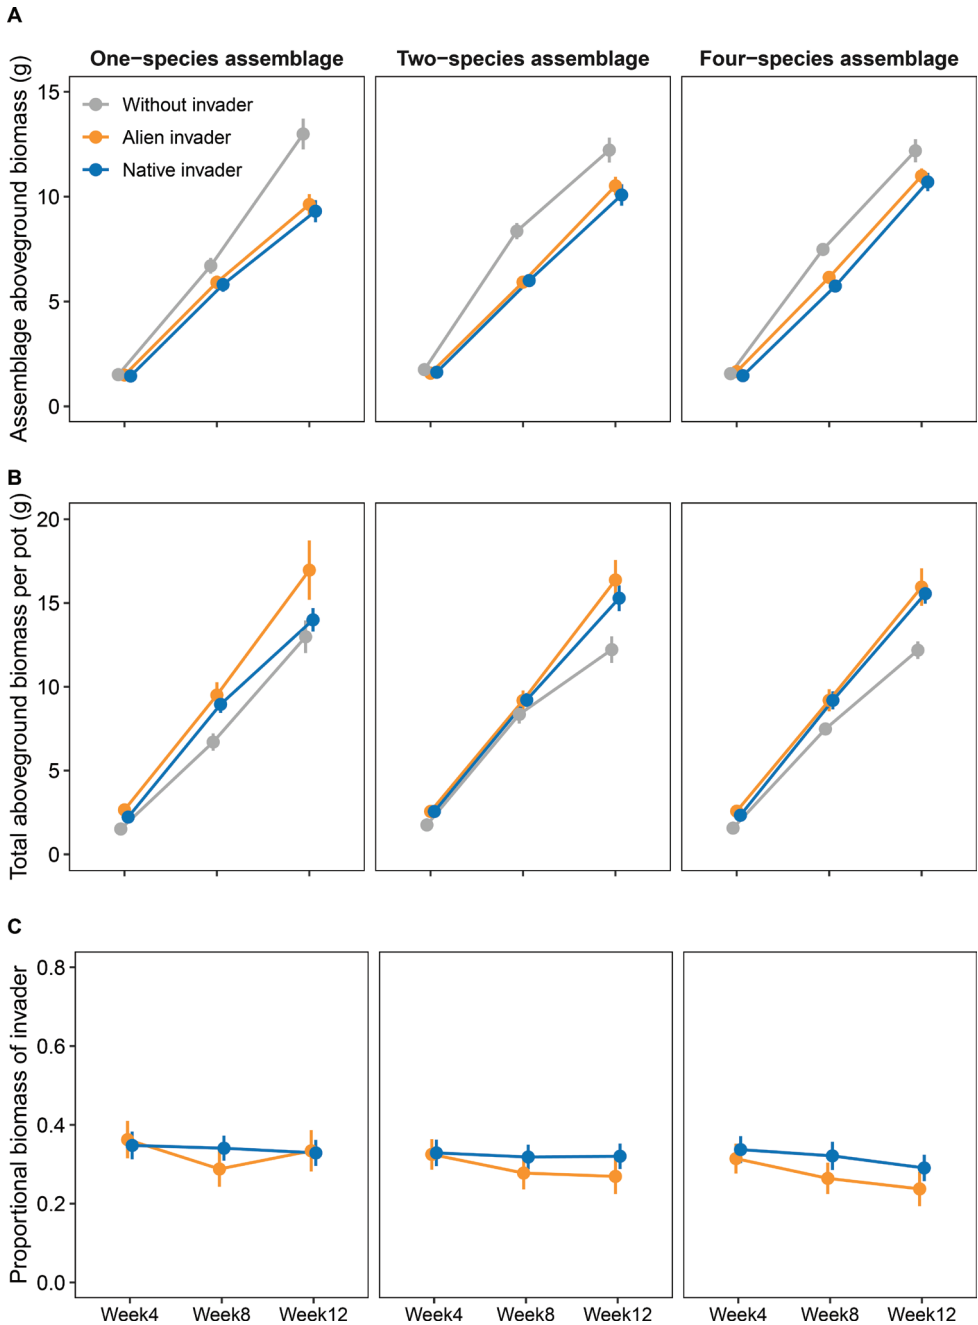 A
One−species assemblage
Two−species assemblage
Four−species assemblage
Assemblage aboveground biomass (g)
15
10
5
0
Without invader
Alien invader
Native invader
B
Total aboveground biomass per pot (g)
20
15
10
5
0
C
Proportional biomass of invader
0.8
0.6
0.4
0.2
0.0
Week4 Week8 Week12
Week4 Week8 Week12
Week4 Week8 Week12